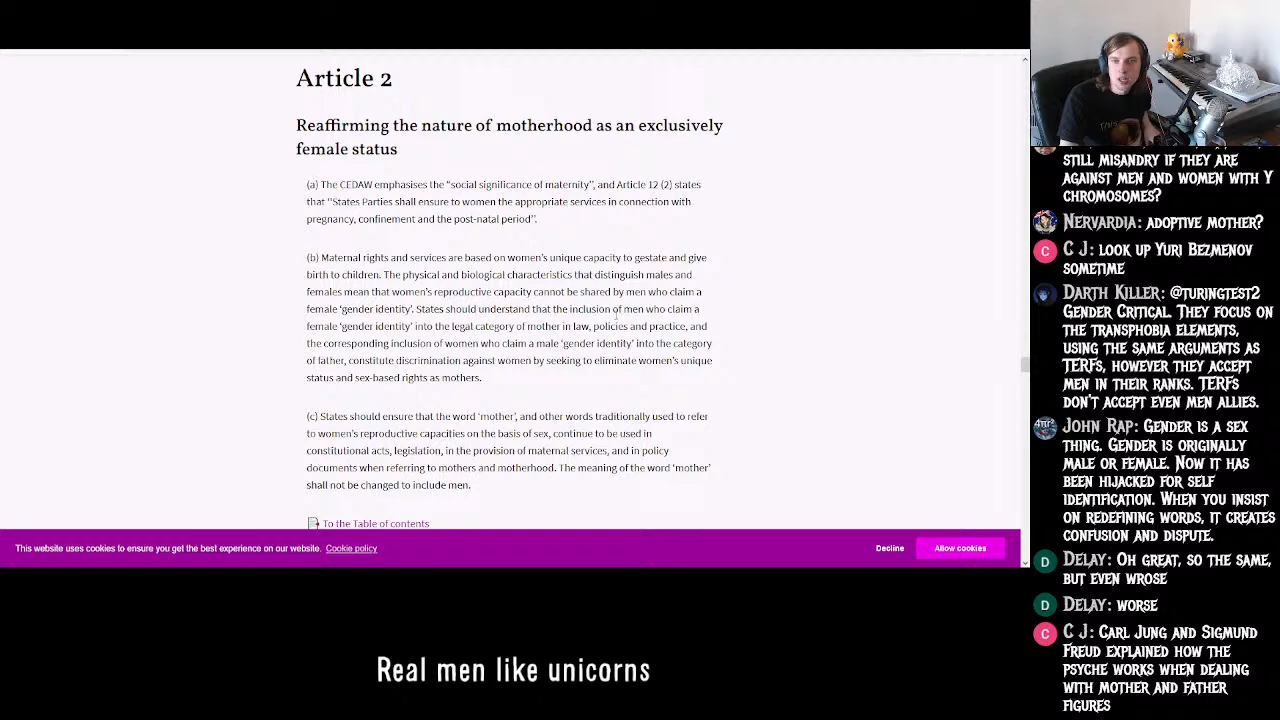 Article 2
Reaffirming the nature of motherhood as an exclusively
female status
(a) The CEDAW emphasises the “social significance of maternity”, and Article 12 (2) states
that “States Parties shall ensure to women the appropriate services in connection with
pregnancy, confinement and the post-natal period”.
(b) Maternal rights and services are based on women’s unique capacity to gestate and give
birth to children. The physical and biological characteristics that distinguish males and
females mean that women’s reproductive capacity cannot be shared by men who claim a
female ‘gender identity’. States should understand that the inclusion of men who claim a
female ‘gender identity’ into the legal category of mother in law, policies and practice, and
the corresponding inclusion of women who claim a male ‘gender identity’ into the category
of father, constitute discrimination against women by seeking to eliminate women’s unique
status and sex-based rights as mothers.
(c) States should ensure that the word ‘mother’, and other words traditionally used to refer
to women’s reproductive capacities on the basis of sex, continue to be used in
constitutional acts, legislation, in the provision of maternal services, and in policy
documents when referring to mothers and motherhood. The meaning of the word ‘mother’
shall not be changed to include men.
To the Table of contents
This website uses cookies to ensure you get the best experience on our website. Cookie policy
Decline
Allow cookies
Real men like unicorns
STILL MISANDRY IF THEY ARE
AGAINST MEN AND WOMEN WITH Y
CHROMOSOMES?
NERVARDIA: ADOPTIVE MOTHER?
C J: LOOK UP YURI BEZMENOV
SOMETIME
DARTH KILLER: @TURINGTEST2
GENDER CRITICAL. THEY FOCUS ON
THE TRANSPHOBIA ELEMENTS,
USING THE SAME ARGUMENTS AS
TERFS, HOWEVER THEY ACCEPT
MEN IN THEIR RANKS. TERFS
DON'T ACCEPT EVEN MEN ALLIES.
JOHN RAP: GENDER IS A SEX
THING. GENDER IS ORIGINALLY
MALE OR FEMALE. NOW IT HAS
BEEN HIJACKED FOR SELF
IDENTIFICATION. WHEN YOU INSIST
ON REDEFINING WORDS, IT CREATES
CONFUSION AND DISPUTE.
DELAY: OH GREAT, SO THE SAME,
BUT EVEN WROSE
DELAY: WORSE
C J: CARL JUNG AND SIGMUND
FREUD EXPLAINED HOW THE
PSYCHE WORKS WHEN DEALING
WITH MOTHER AND FATHER
FIGURES